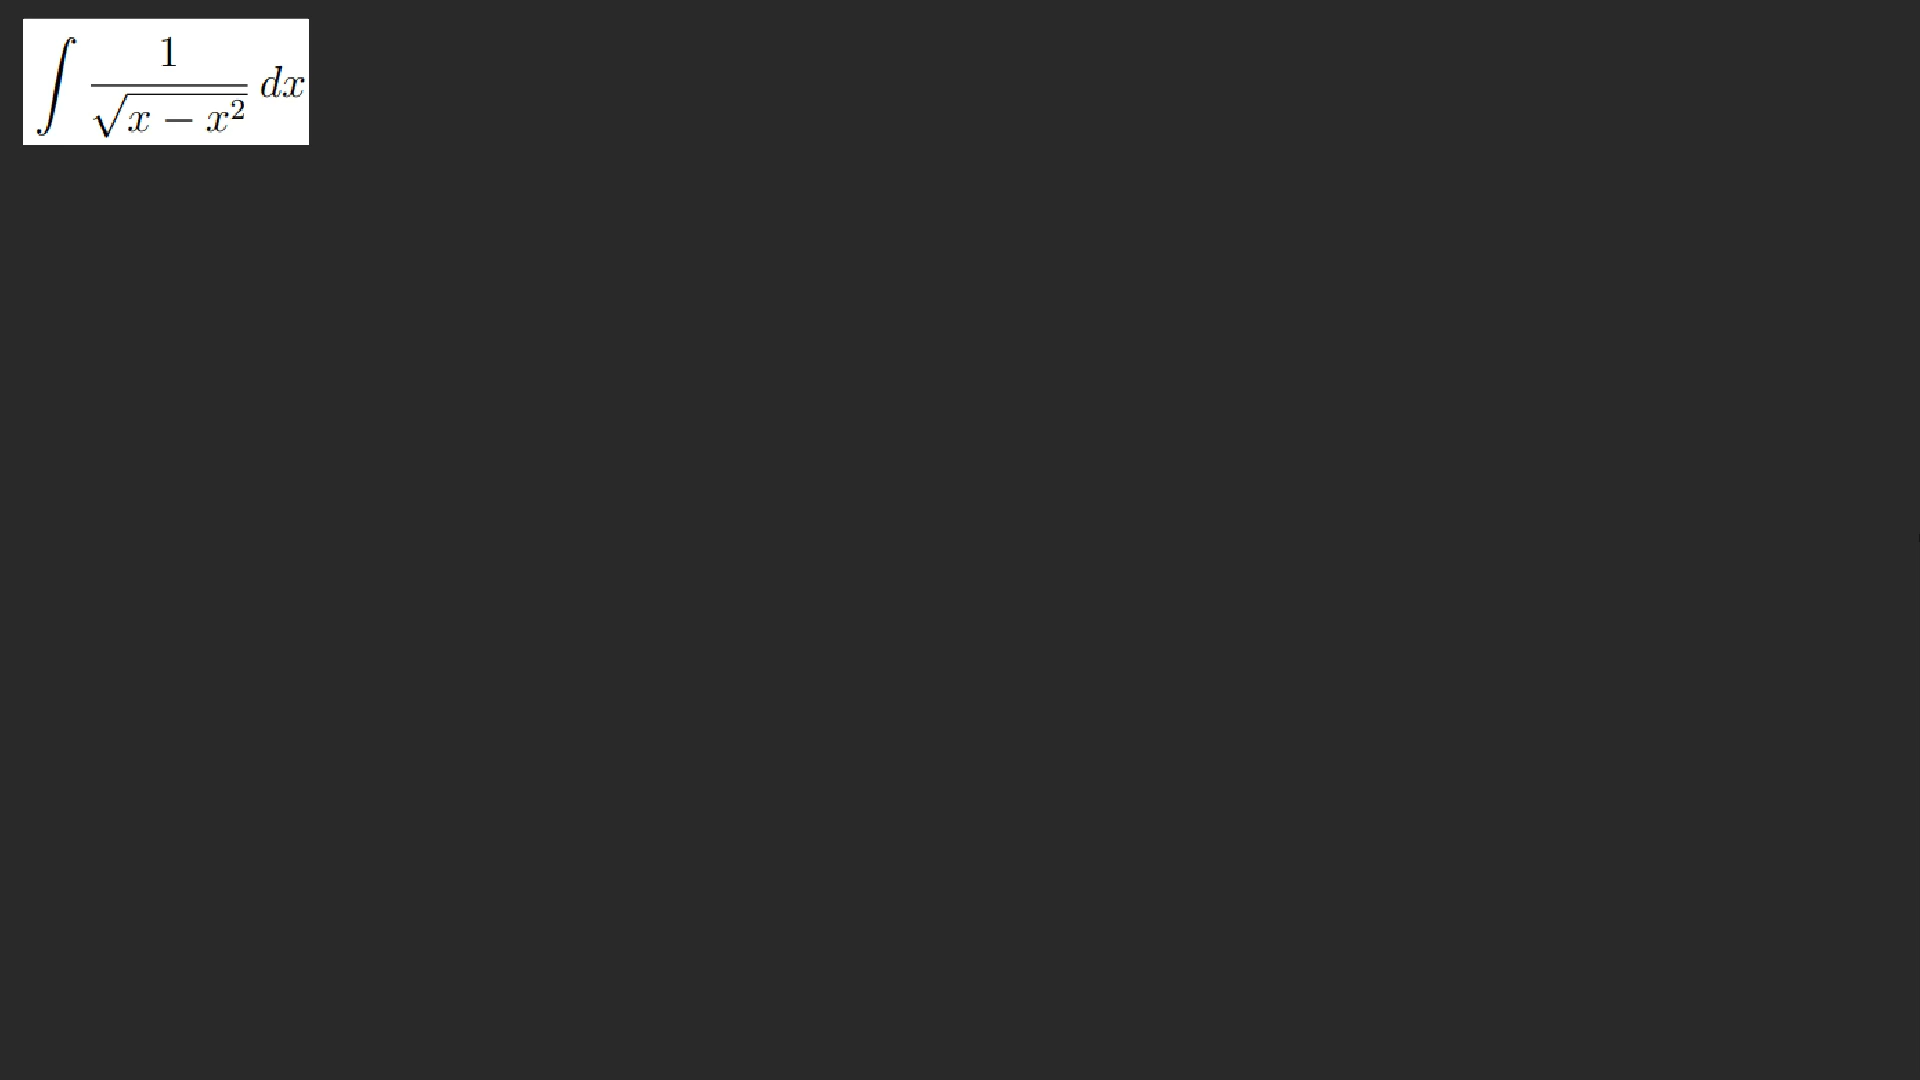 ∫ 1/√(x − x²) dx